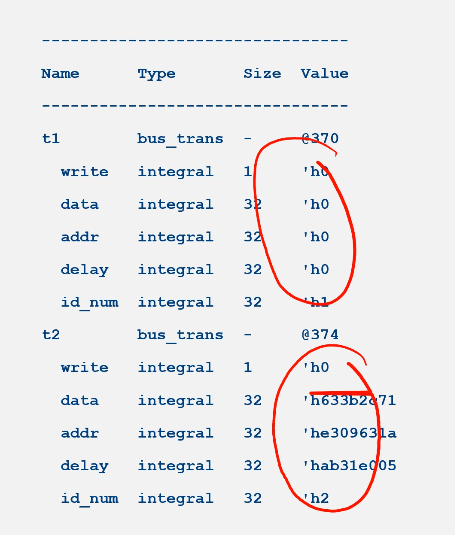 -------------------------------
Name Type Size Value
-------------------------------
t1 bus_trans - @370
write integral 1 'h0
data integral 32 'h0
addr integral 32 'h0
delay integral 32 'h0
id_num integral 32 'h1
t2 bus_trans - @374
write integral 1 'h0
data integral 32 'h633b2c71
addr integral 32 'he309631a
delay integral 32 'hab31e005
id_num integral 32 'h2